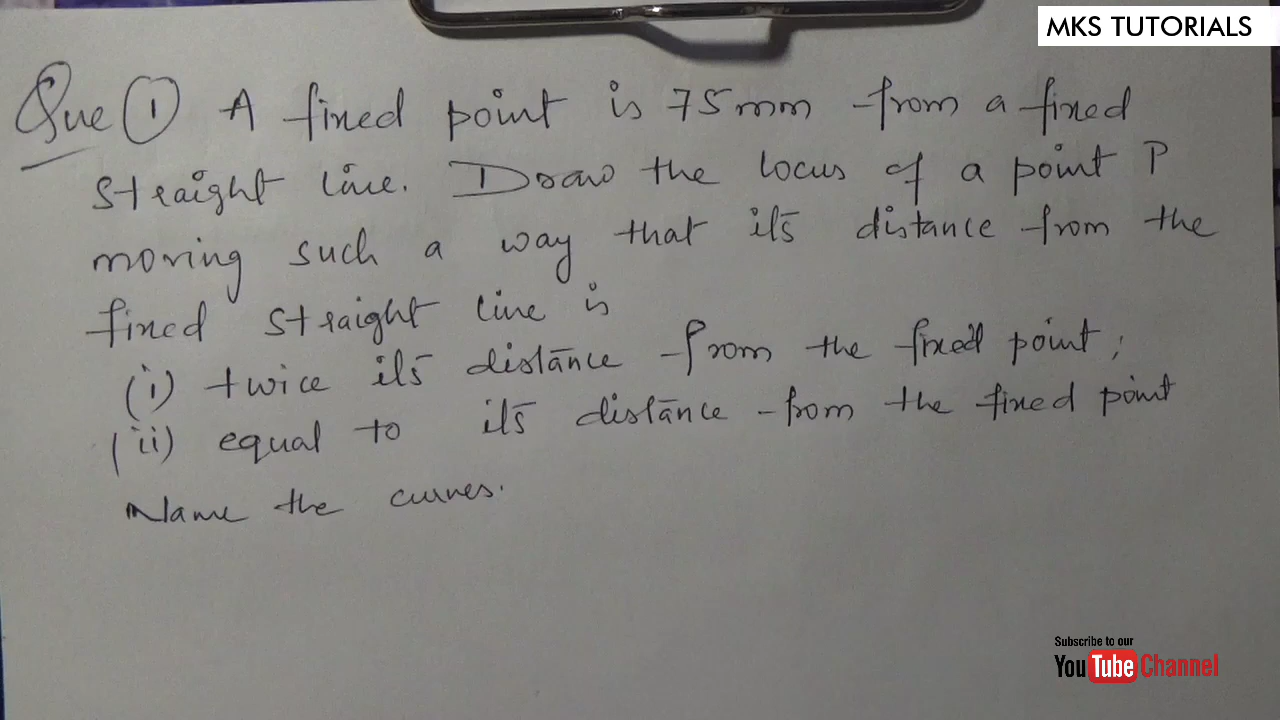 MKS TUTORIALS
Que ① A fixed point is 75mm from a fixed
straight line. Draw the locus of a point P
moving such a way that its distance from the
fixed straight line is
(i) twice its distance from the fixed point;
(ii) equal to its distance from the fixed point
Name the curves.
Subscribe to our
YouTube Channel